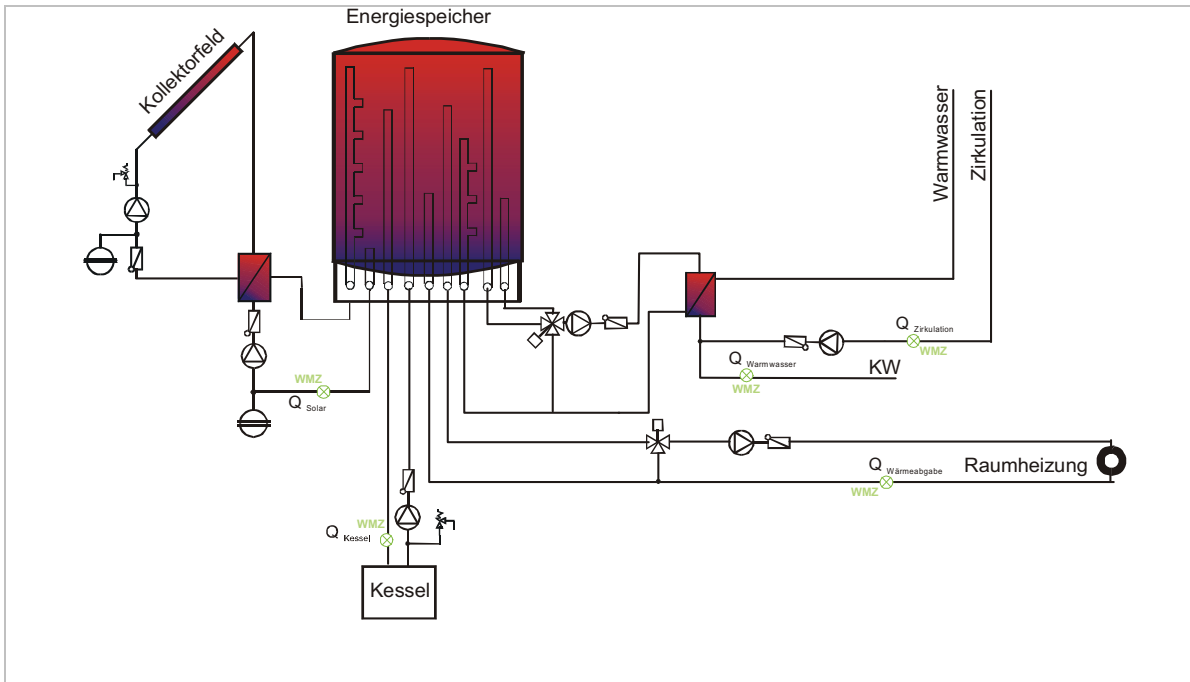 Energiespeicher
Kollektorfeld
Warmwasser
Zirkulation
Q Zirkulation
WMZ
Q Warmwasser
WMZ
KW
WMZ
Q Solar
Q Wärmeabgabe
WMZ
Raumheizung
WMZ
Q Kessel
Kessel